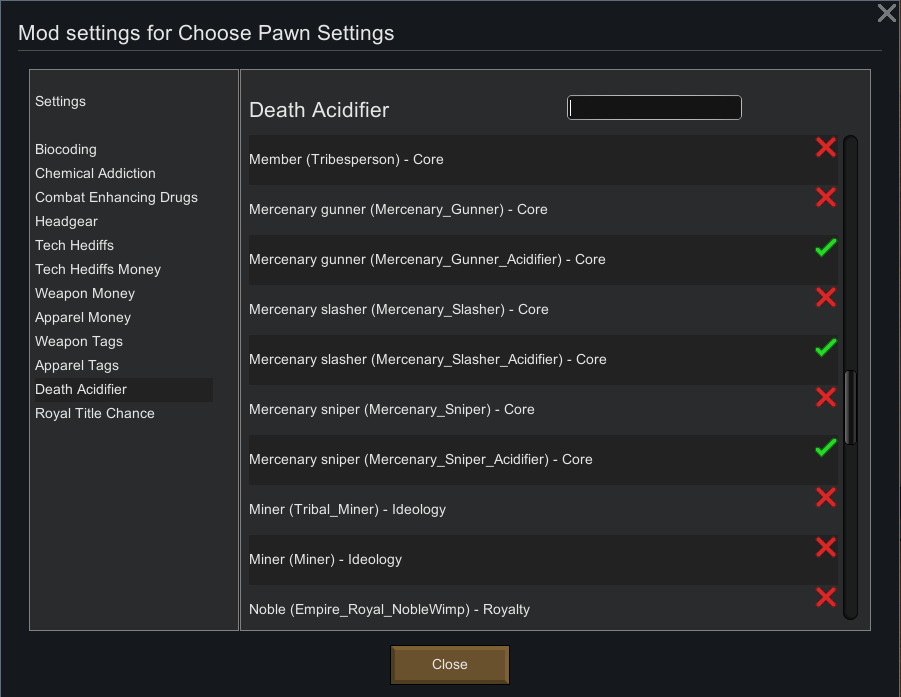 Mod settings for Choose Pawn Settings
Settings
Biocoding
Chemical Addiction
Combat Enhancing Drugs
Headgear
Tech Hediffs
Tech Hediffs Money
Weapon Money
Apparel Money
Weapon Tags
Apparel Tags
Death Acidifier
Royal Title Chance
Death Acidifier
Member (Tribesperson) - Core
Mercenary gunner (Mercenary_Gunner) - Core
Mercenary gunner (Mercenary_Gunner_Acidifier) - Core
Mercenary slasher (Mercenary_Slasher) - Core
Mercenary slasher (Mercenary_Slasher_Acidifier) - Core
Mercenary sniper (Mercenary_Sniper) - Core
Mercenary sniper (Mercenary_Sniper_Acidifier) - Core
Miner (Tribal_Miner) - Ideology
Miner (Miner) - Ideology
Noble (Empire_Royal_NobleWimp) - Royalty
Close